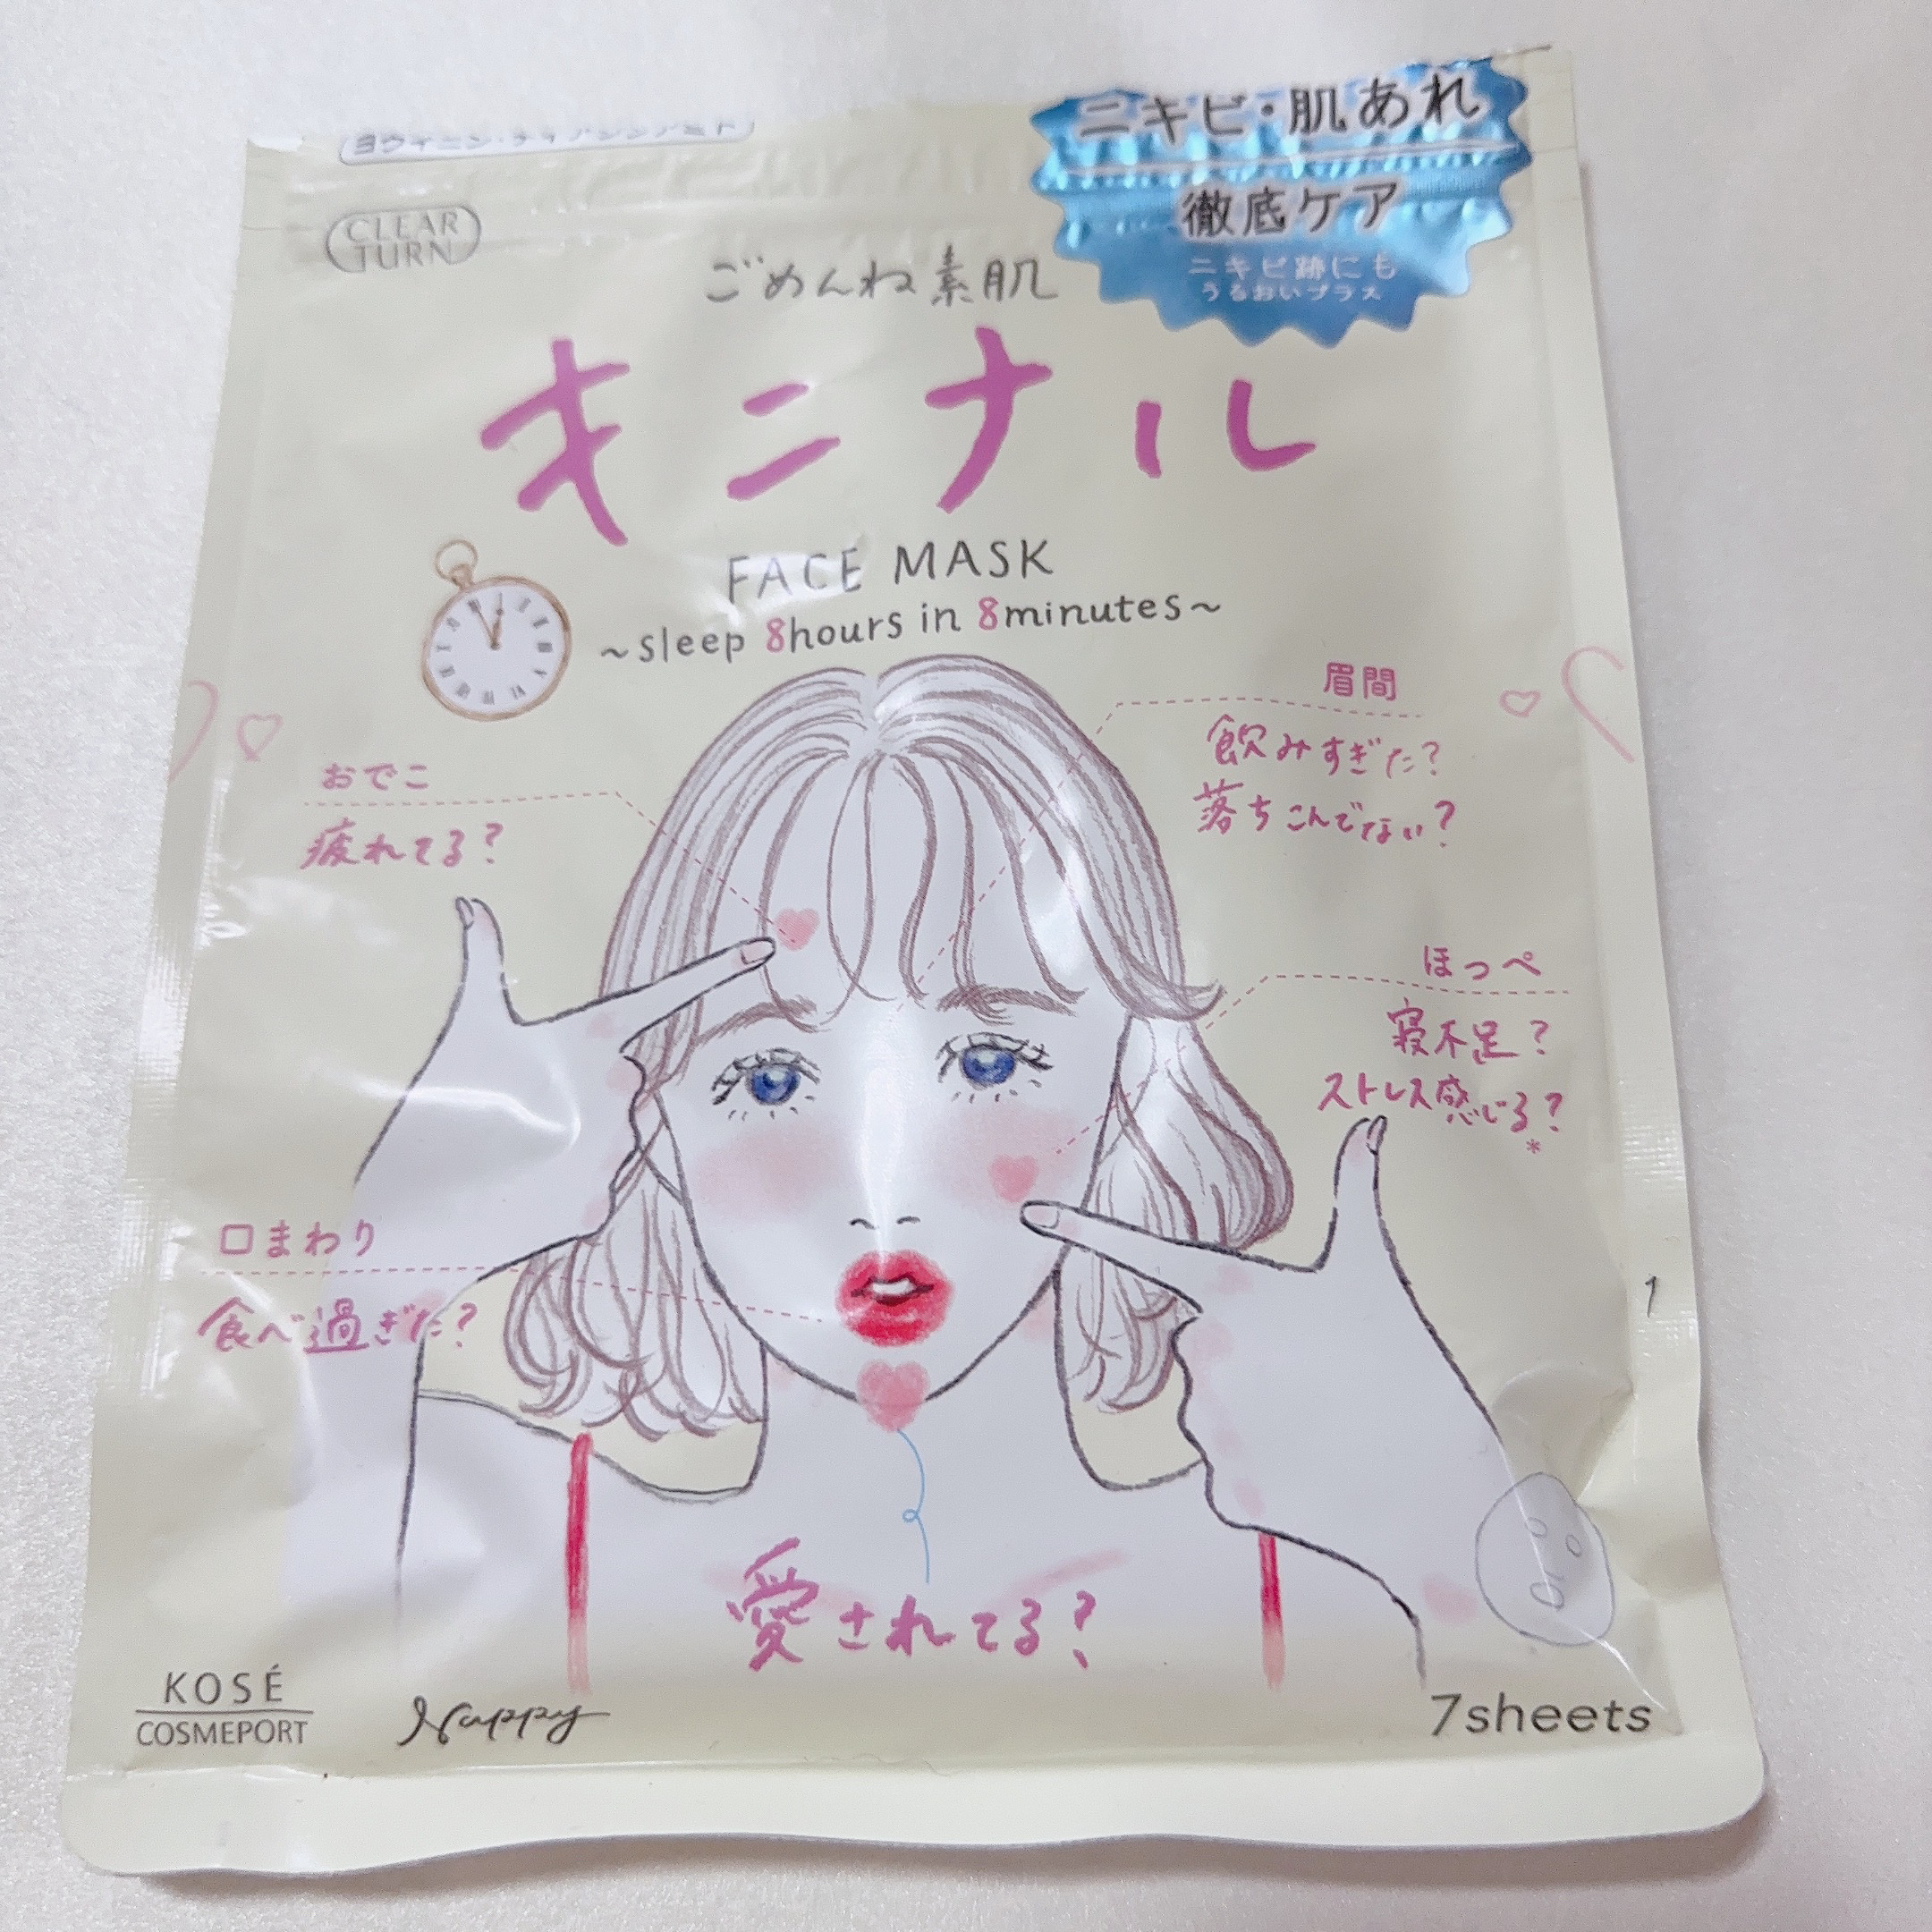 ニキビ・肌あれ
徹底ケア
ニキビ跡にも
うるおいプラス
CLEAR
TURN
ごめんね素肌
キニナル
FACE MASK
~sleep 8hours in 8minutes~
眉間
飲みすぎた?
落ちこんでない?
おでこ
疲れてる?
ほっぺ
寝不足?
ストレス感じる?
*
口まわり
食べ過ぎた?
愛されてる?
KOSÉ
COSMEPORT
Nappy
7sheets